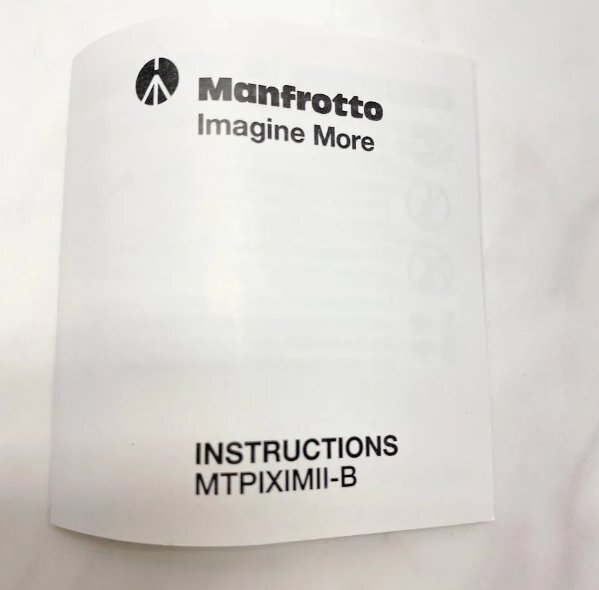 Manfrotto
Imagine More
INSTRUCTIONS
MTPIXIMII-B